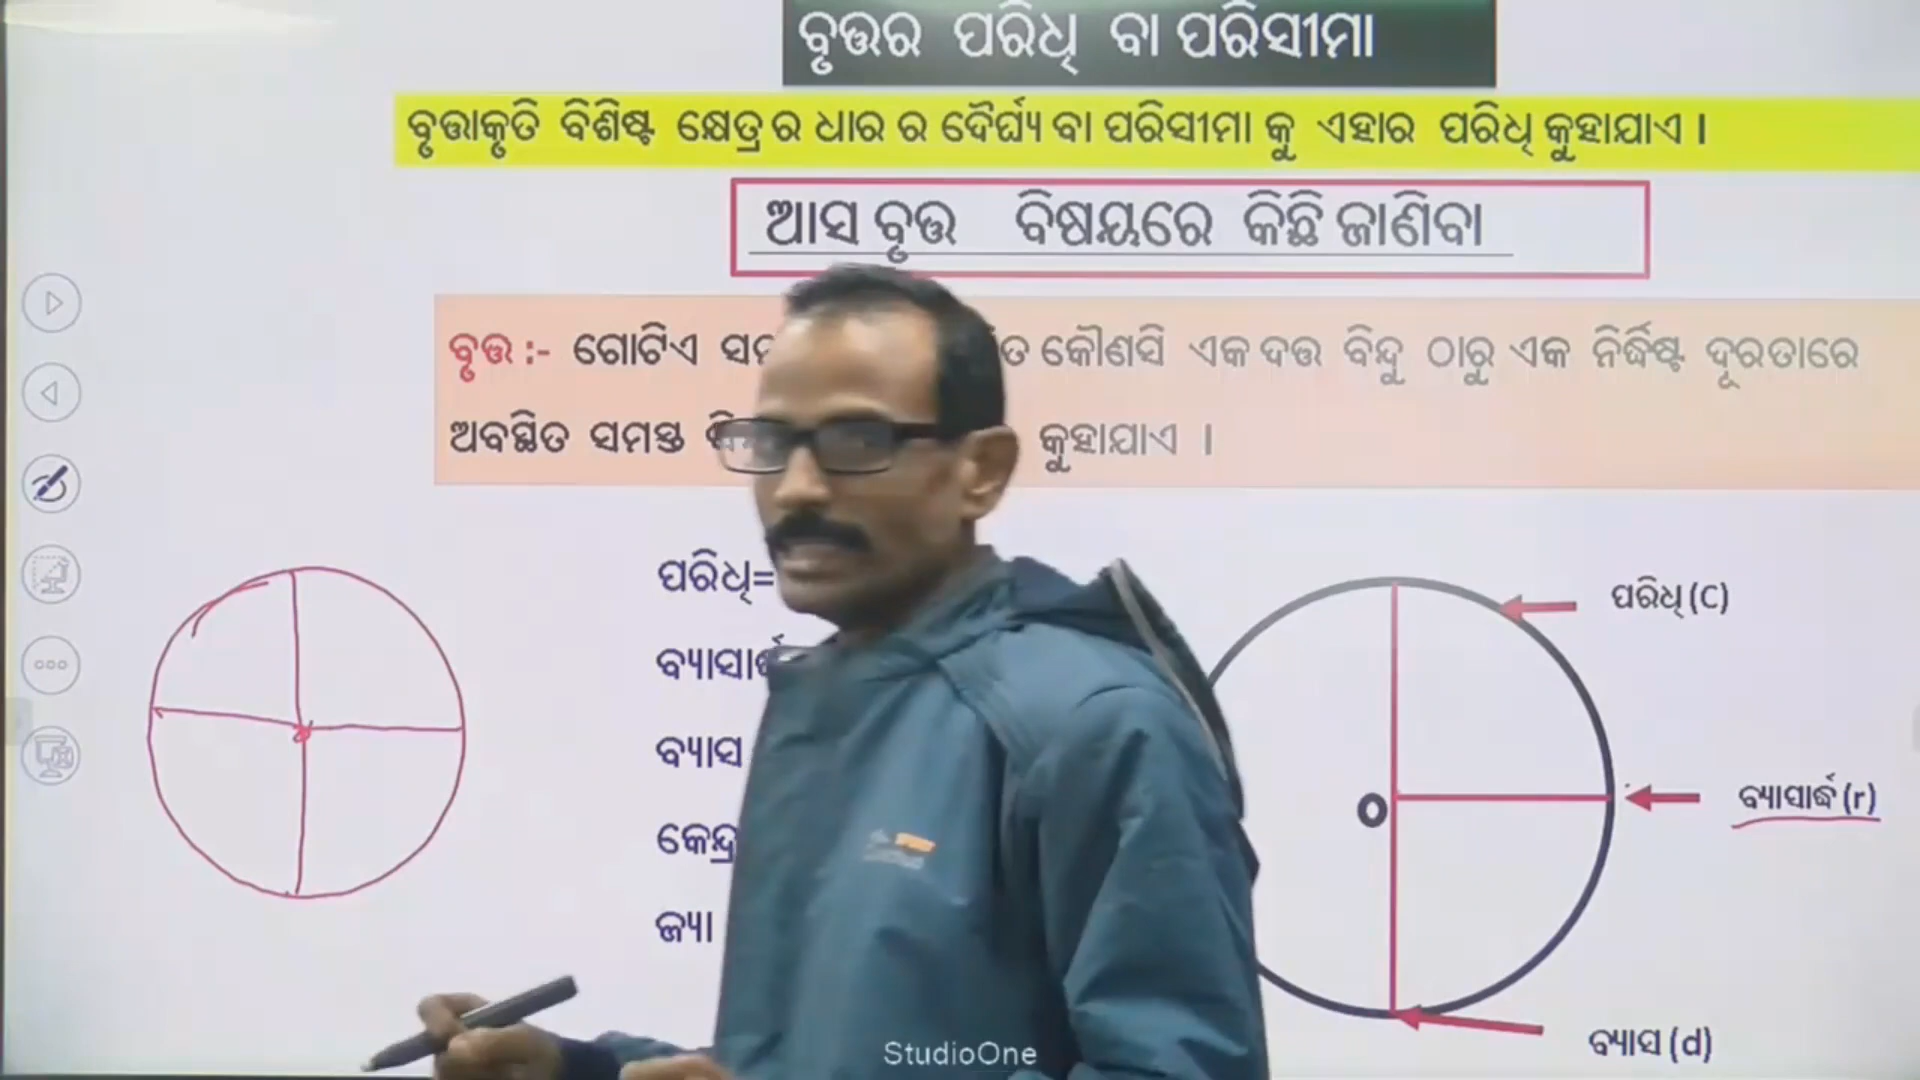 ବୃତ୍ତର ପରିଧି ବା ପରିସୀମା
ବୃତ୍ତାକୃତି ବିଶିଷ୍ଟ କ୍ଷେତ୍ର ର ଧାର ର ଦୈର୍ଘ୍ୟ ବା ପରିସୀମା କୁ ଏହାର ପରିଧି କୁହାଯାଏ ।
ଆସ ବୃତ୍ତ ବିଷୟରେ କିଛି ଜାଣିବା
ବୃତ୍ତ :- ଗୋଟିଏ କୌଣସି ଏକ ଦତ୍ତ ବିନ୍ଦୁ ଠାରୁ ଏକ ନିର୍ଦ୍ଧିଷ୍ଟ ଦୂରତାରେ
ଅବସ୍ଥିତ ସମସ୍ତ କୁହାଯାଏ ।
ପରିଧି=
ବ୍ୟାସ
କେନ୍ଦ୍ର
ଜ୍ୟା
ପରିଧି (C)
O
ବ୍ୟାସାର୍ଦ୍ଧ (r)
ବ୍ୟାସ (d)
StudioOne